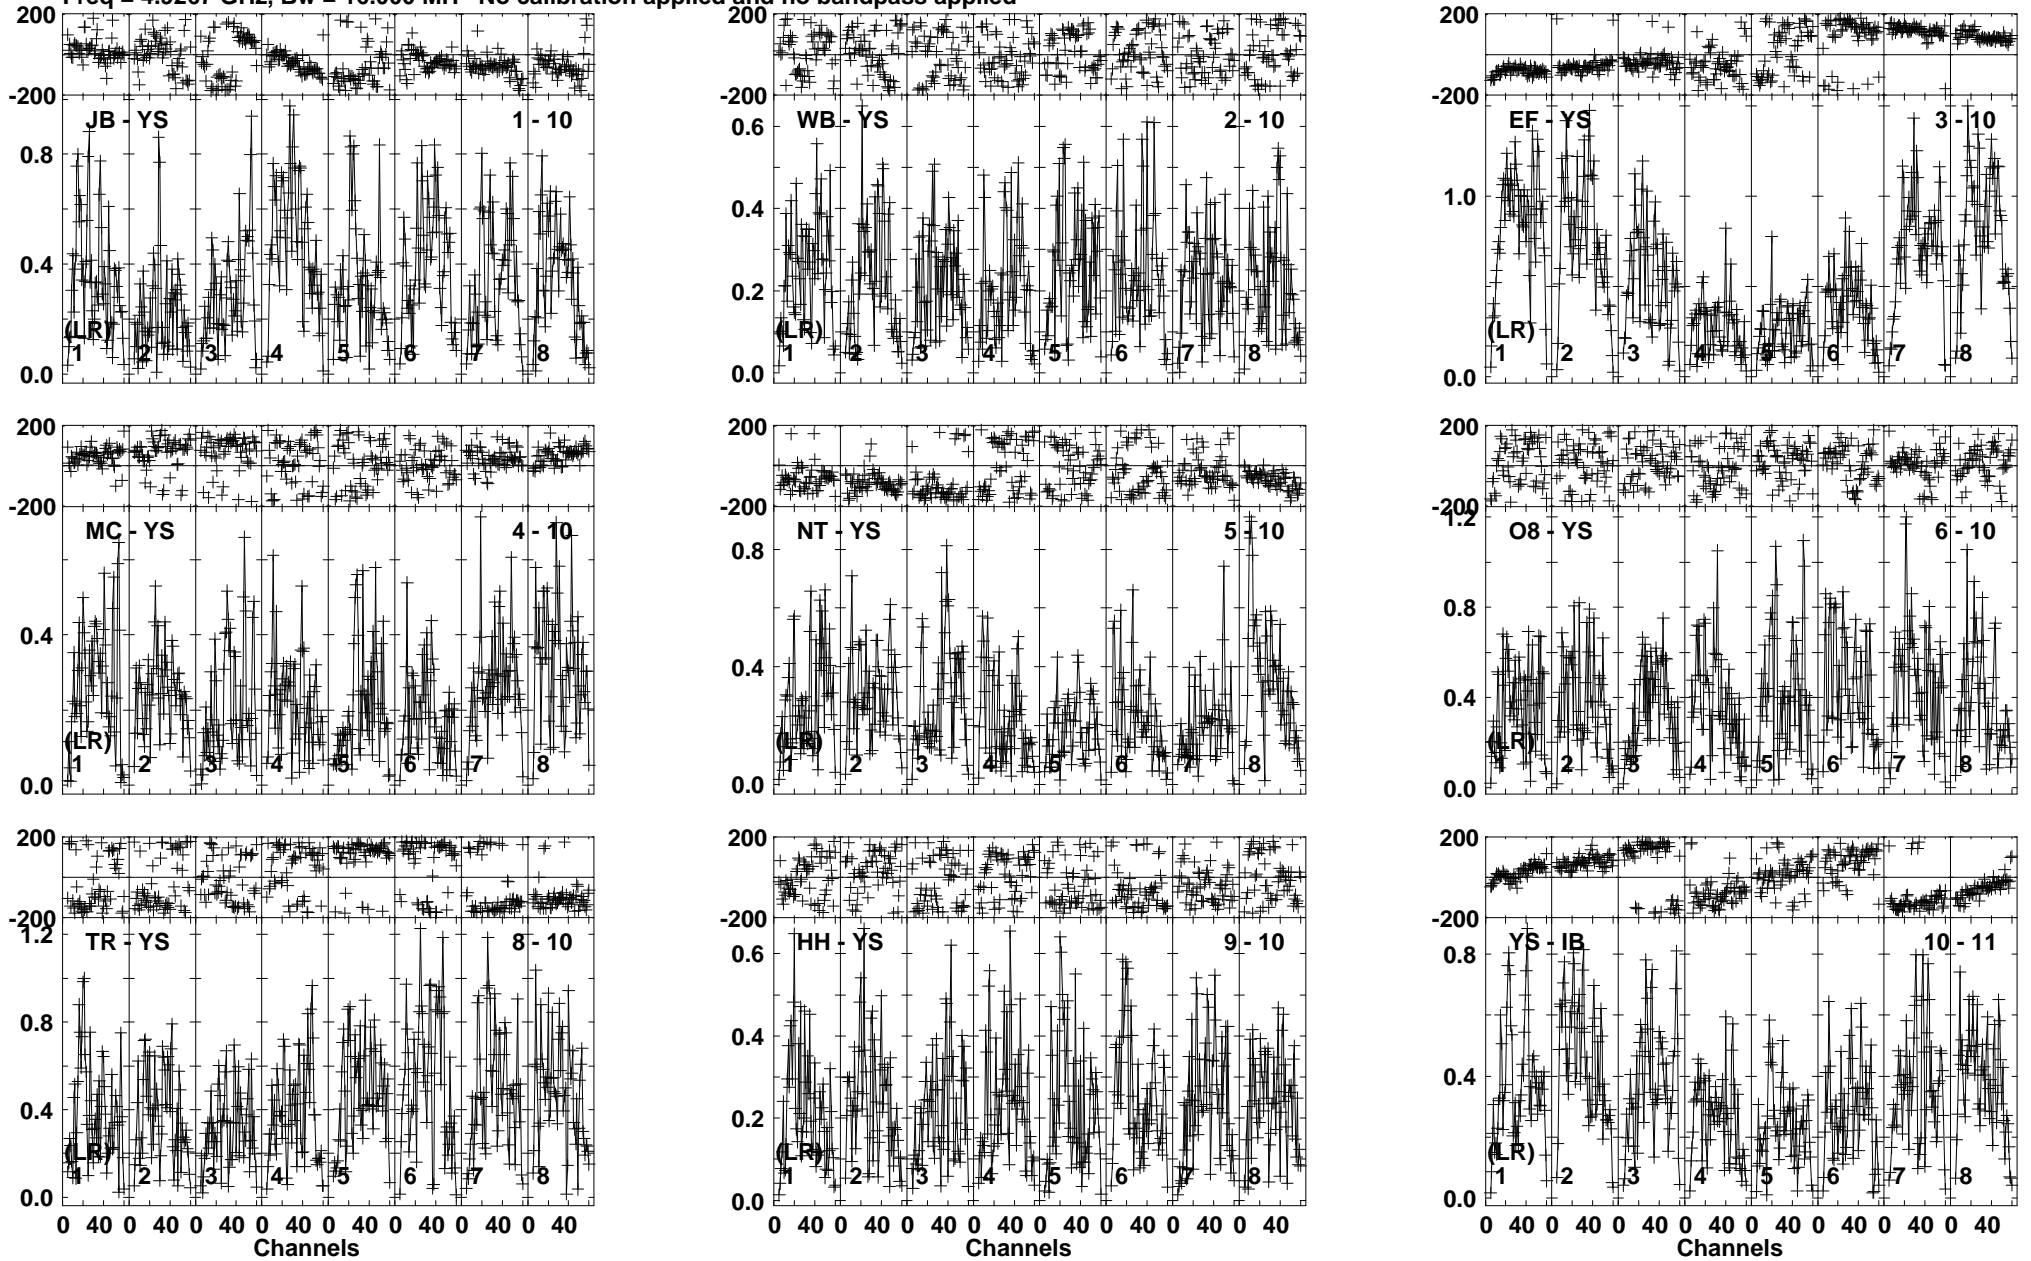 Freq = 4.9267 GHz, Bw = 16.000 MH No calibration applied and no bandpass applied
200 200 200
-200 -200 -200
JB - YS 1 - 10 WB - YS 2 - 10 EF - YS 3 - 10
0.8 0.6
0.4 1.0
0.4 0.2
(LR) (LR) (LR)
1 2 3 4 5 6 7 8 1 2 3 4 5 6 7 8 1 2 3 4 5 6 7 8
0.0 0.0 0.0
200 200 200
-200 -200 -200
MC - YS 4 - 10 NT - YS 5 - 10 O8 - YS 6 - 10
1.2
0.8
0.4 0.4 0.8
0.4
(LR) (LR) (LR)
1 2 3 4 5 6 7 8 1 2 3 4 5 6 7 8 1 2 3 4 5 6 7 8
0.0 0.0 0.0
200 200 200
-200 -200 -200
TR - YS 8 - 10 HH - YS 9 - 10 YS - IB 10 - 11
1.2 0.6 0.8
0.8 0.4
0.4 0.2 0.4
(LR) (LR) (LR)
1 2 3 4 5 6 7 8 1 2 3 4 5 6 7 8 1 2 3 4 5 6 7 8
0.0 0.0 0.0
0 40 0 40 0 40 0 40 0 40 0 40 0 40 0 40 0 40 0 40 0 40 0 40 0 40 0 40 0 40 0 40 0 40 0 40 0 40 0 40 0 40 0 40 0 40 0 40
Channels Channels Channels